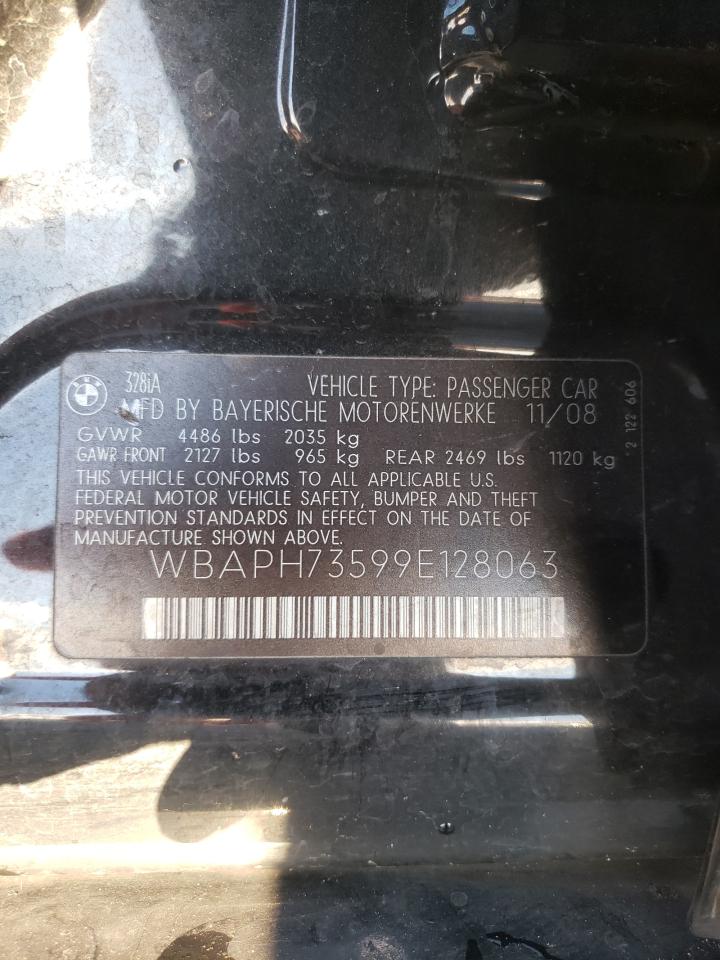 BMW
328iA VEHICLE TYPE: PASSENGER CAR
MFD BY BAYERISCHE MOTORENWERKE 11/08
GVWR 4486 lbs 2035 kg
GAWR FRONT 2127 lbs 965 kg REAR 2469 lbs 1120 kg
THIS VEHICLE CONFORMS TO ALL APPLICABLE U.S.
FEDERAL MOTOR VEHICLE SAFETY, BUMPER AND THEFT
PREVENTION STANDARDS IN EFFECT ON THE DATE OF
MANUFACTURE SHOWN ABOVE.
WBAPH73599E128063
2 122 606